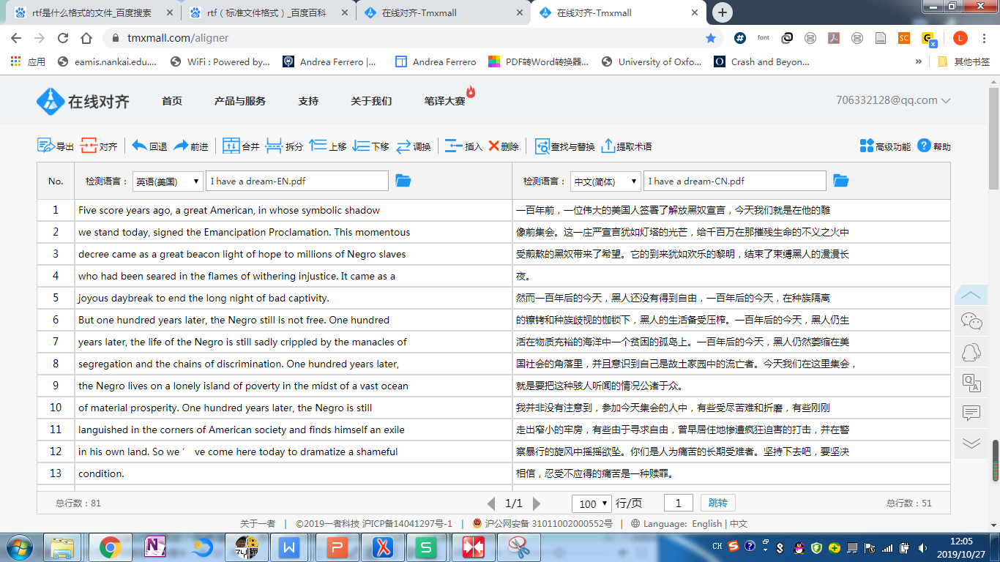 rtf是什么格式的文件_百度搜索
rtf（标准文件格式）_百度百科
在线对齐-Tmxmall
在线对齐-Tmxmall
tmxmall.com/aligner
font
SC
G
x
L
应用
eamis.nankai.edu....
WiFi : Powered by...
Andrea Ferrero |...
Andrea Ferrero
PDF转Word转换器...
University of Oxfo...
Crash and Beyon...
»
其他书签
在线对齐
首页
产品与服务
支持
关于我们
笔译大赛
706332128@qq.com
导出
对齐
回退
前进
合并
拆分
上移
下移
调换
插入
删除
查找与替换
提取术语
高级功能
帮助
No.
检测语言：
英语(美国)
I have a dream-EN.pdf
检测语言：
中文(简体)
I have a dream-CN.pdf
1
Five score years ago, a great American, in whose symbolic shadow
一百年前，一位伟大的美国人签署了解放黑奴宣言，今天我们就是在他的雕
2
we stand today, signed the Emancipation Proclamation. This momentous
像前集会。这一庄严宣言犹如灯塔的光芒，给千百万在那摧残生命的不义之火中
3
decree came as a great beacon light of hope to millions of Negro slaves
受煎熬的黑奴带来了希望。它的到来犹如欢乐的黎明，结束了束缚黑人的漫漫长
4
who had been seared in the flames of withering injustice. It came as a
夜。
5
joyous daybreak to end the long night of bad captivity.
然而一百年后的今天，黑人还没有得到自由，一百年后的今天，在种族隔离
6
But one hundred years later, the Negro still is not free. One hundred
的镣铐和种族歧视的枷锁下，黑人的生活备受压榨。一百年后的今天，黑人仍生
7
years later, the life of the Negro is still sadly crippled by the manacles of
活在物质充裕的海洋中一个贫困的孤岛上。一百年后的今天，黑人仍然萎缩在美
8
segregation and the chains of discrimination. One hundred years later,
国社会的角落里，并且意识到自己是故土家园中的流亡者。今天我们在这里集会，
9
the Negro lives on a lonely island of poverty in the midst of a vast ocean
就是要把这种骇人听闻的情况公诸于众。
10
of material prosperity. One hundred years later, the Negro is still
我并非没有注意到，参加今天集会的人中，有些受尽苦难和折磨，有些刚刚
11
languished in the corners of American society and finds himself an exile
走出窄小的牢房，有些由于寻求自由，曾早居住地惨遭疯狂迫害的打击，并在警
12
in his own land. So we ’ ve come here today to dramatize a shameful
察暴行的旋风中摇摇欲坠。你们是人为痛苦的长期受难者。坚持下去吧，要坚决
13
condition.
相信，忍受不应得的痛苦是一种赎罪。
总行数：81
1/1
100
行/页
1
跳转
总行数：51
关于一者 | ©2019一者科技 沪ICP备14041297号-1 | 沪公网安备 31011002000552号 | Language: English | 中文
CH
12:05
2019/10/27